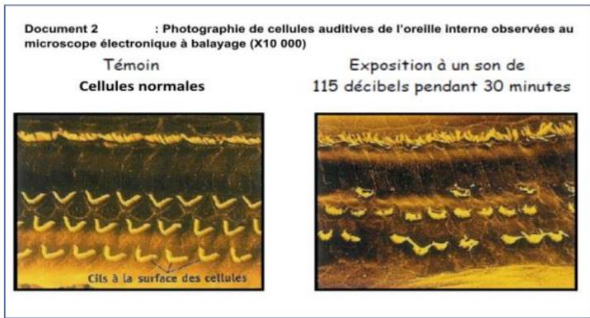 Document 2 : Photographie de cellules auditives de l'oreille interne observées au
microscope électronique à balayage (X10 000)
Témoin
Cellules normales
Exposition à un son de
115 décibels pendant 30 minutes
Cils à la surface des cellules